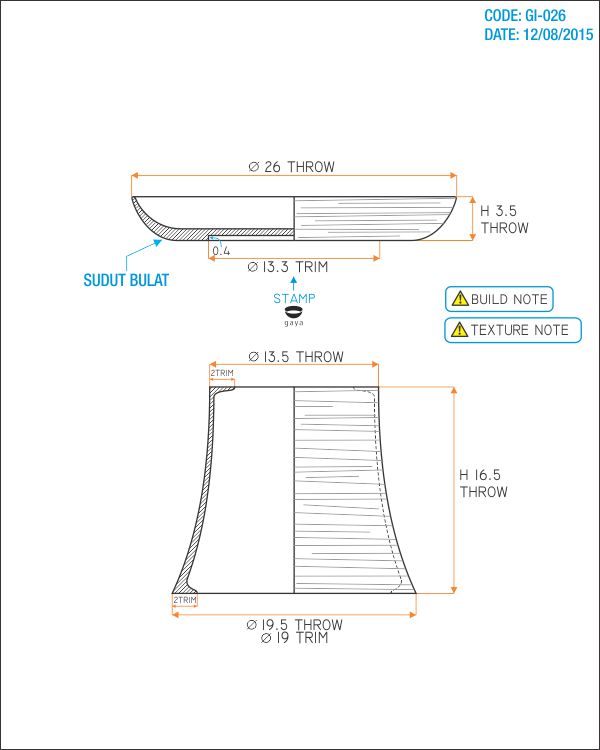 CODE: GI-026
DATE: 12/08/2015
Ø 26 THROW
H 3.5
THROW
0.4
Ø 13.3 TRIM
SUDUT BULAT
STAMP
gaya
BUILD NOTE
TEXTURE NOTE
Ø 13.5 THROW
2TRIM
H 16.5
THROW
2TRIM
Ø 19.5 THROW
Ø 19 TRIM